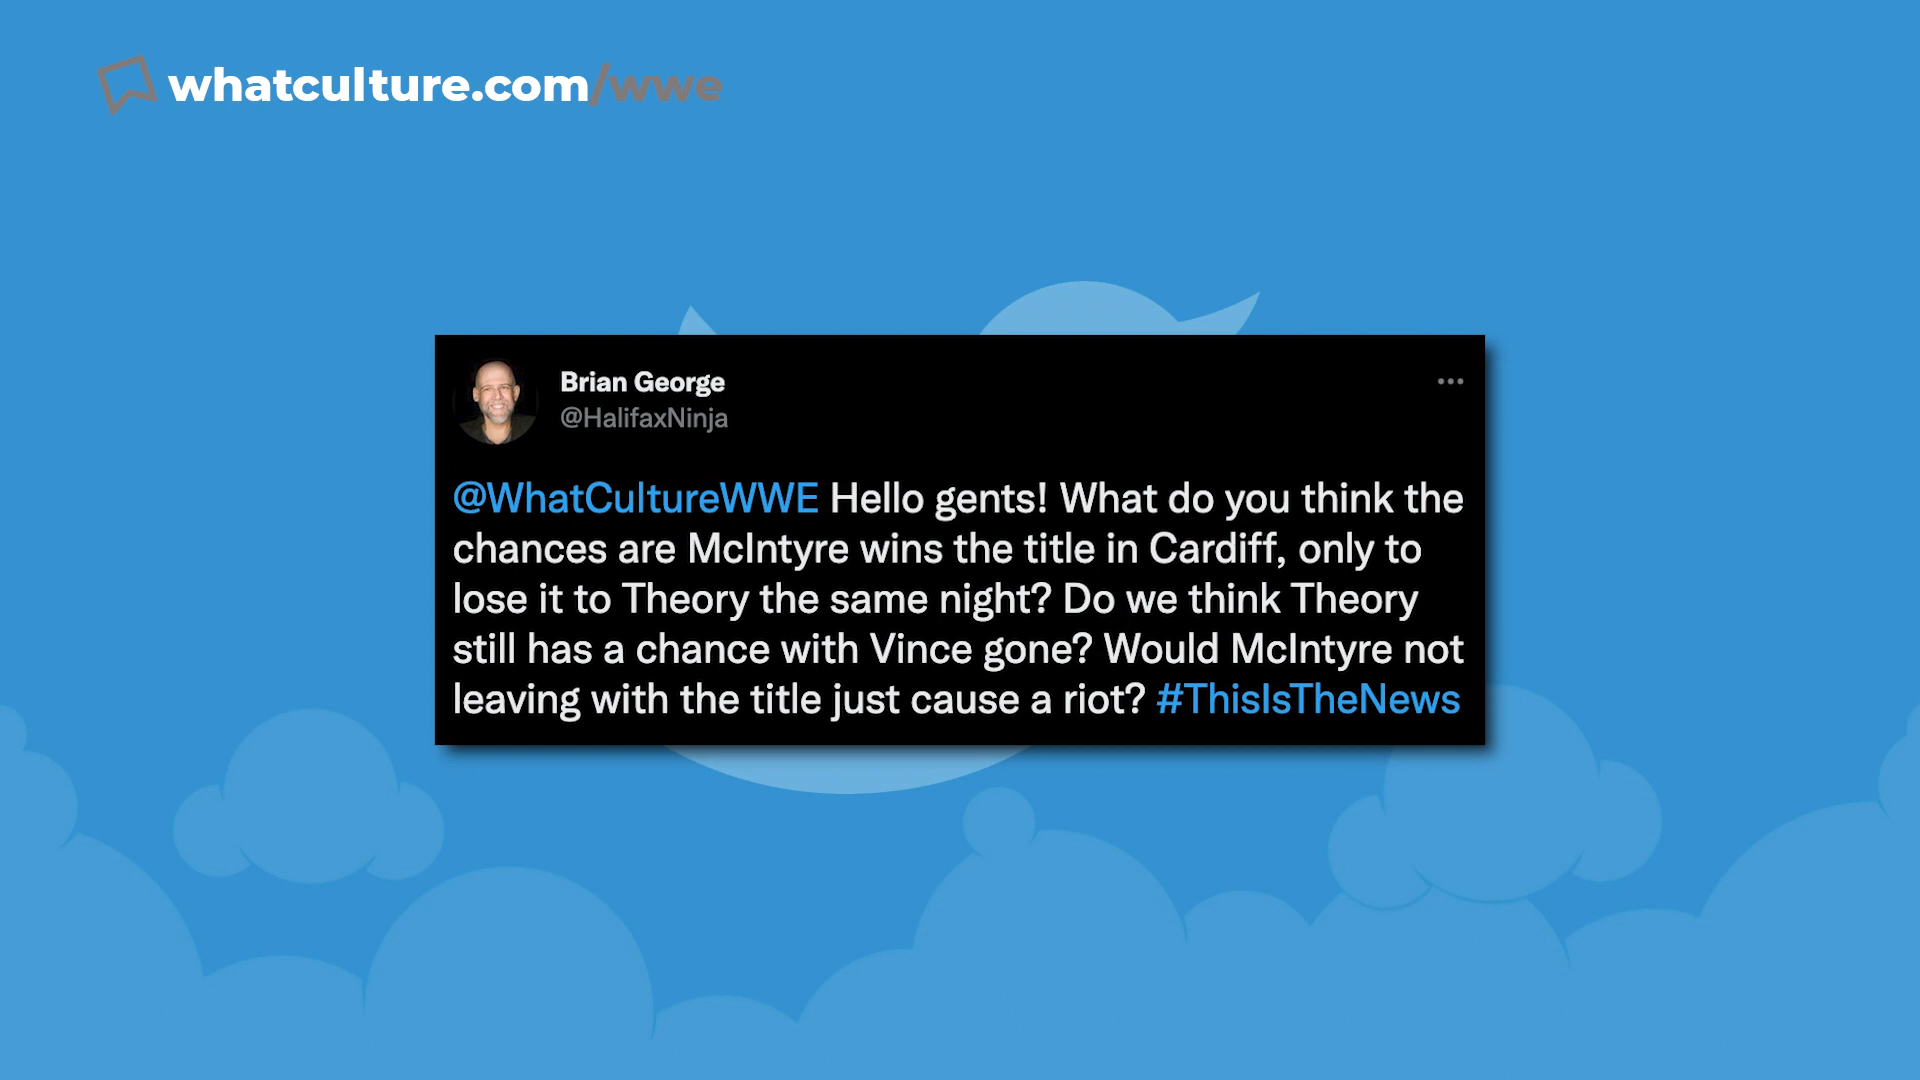 whatculture.com/wwe
Brian George
@HalifaxNinja
@WhatCultureWWE Hello gents! What do you think the
chances are McIntyre wins the title in Cardiff, only to
lose it to Theory the same night? Do we think Theory
still has a chance with Vince gone? Would McIntyre not
leaving with the title just cause a riot? #ThisIsTheNews